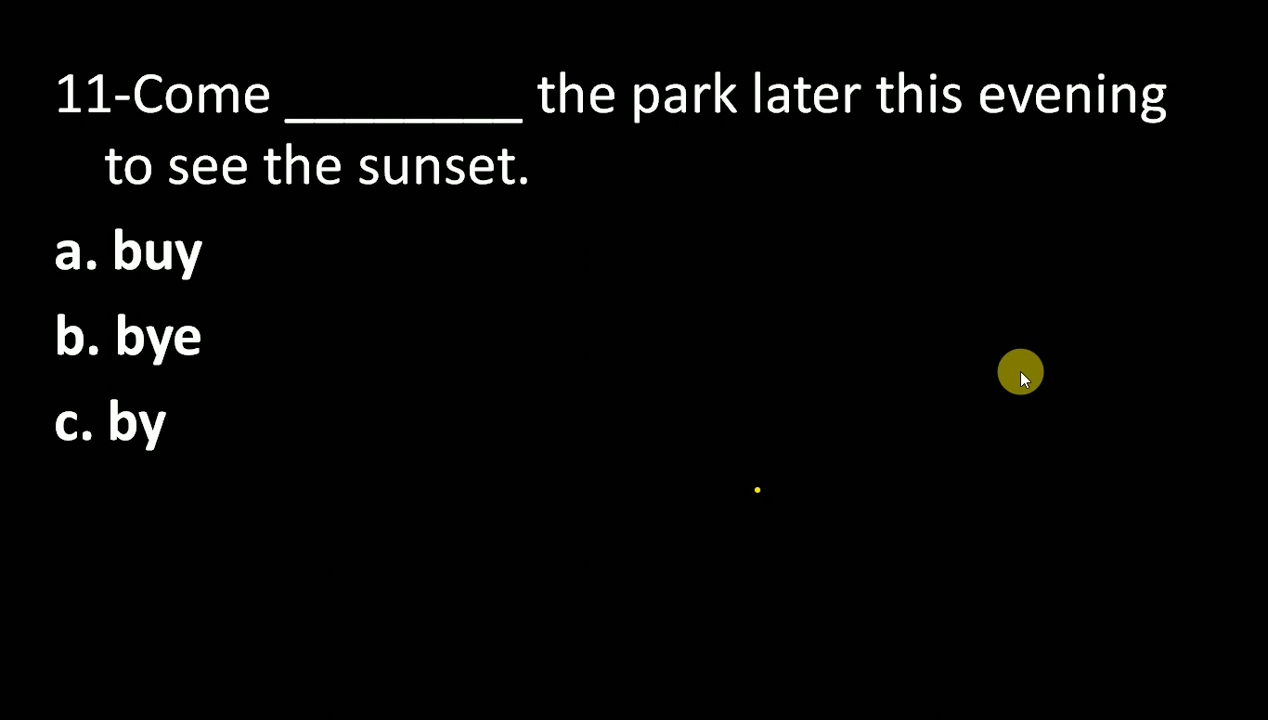 11-Come ________ the park later this evening
to see the sunset.
a. buy
b. bye
c. by